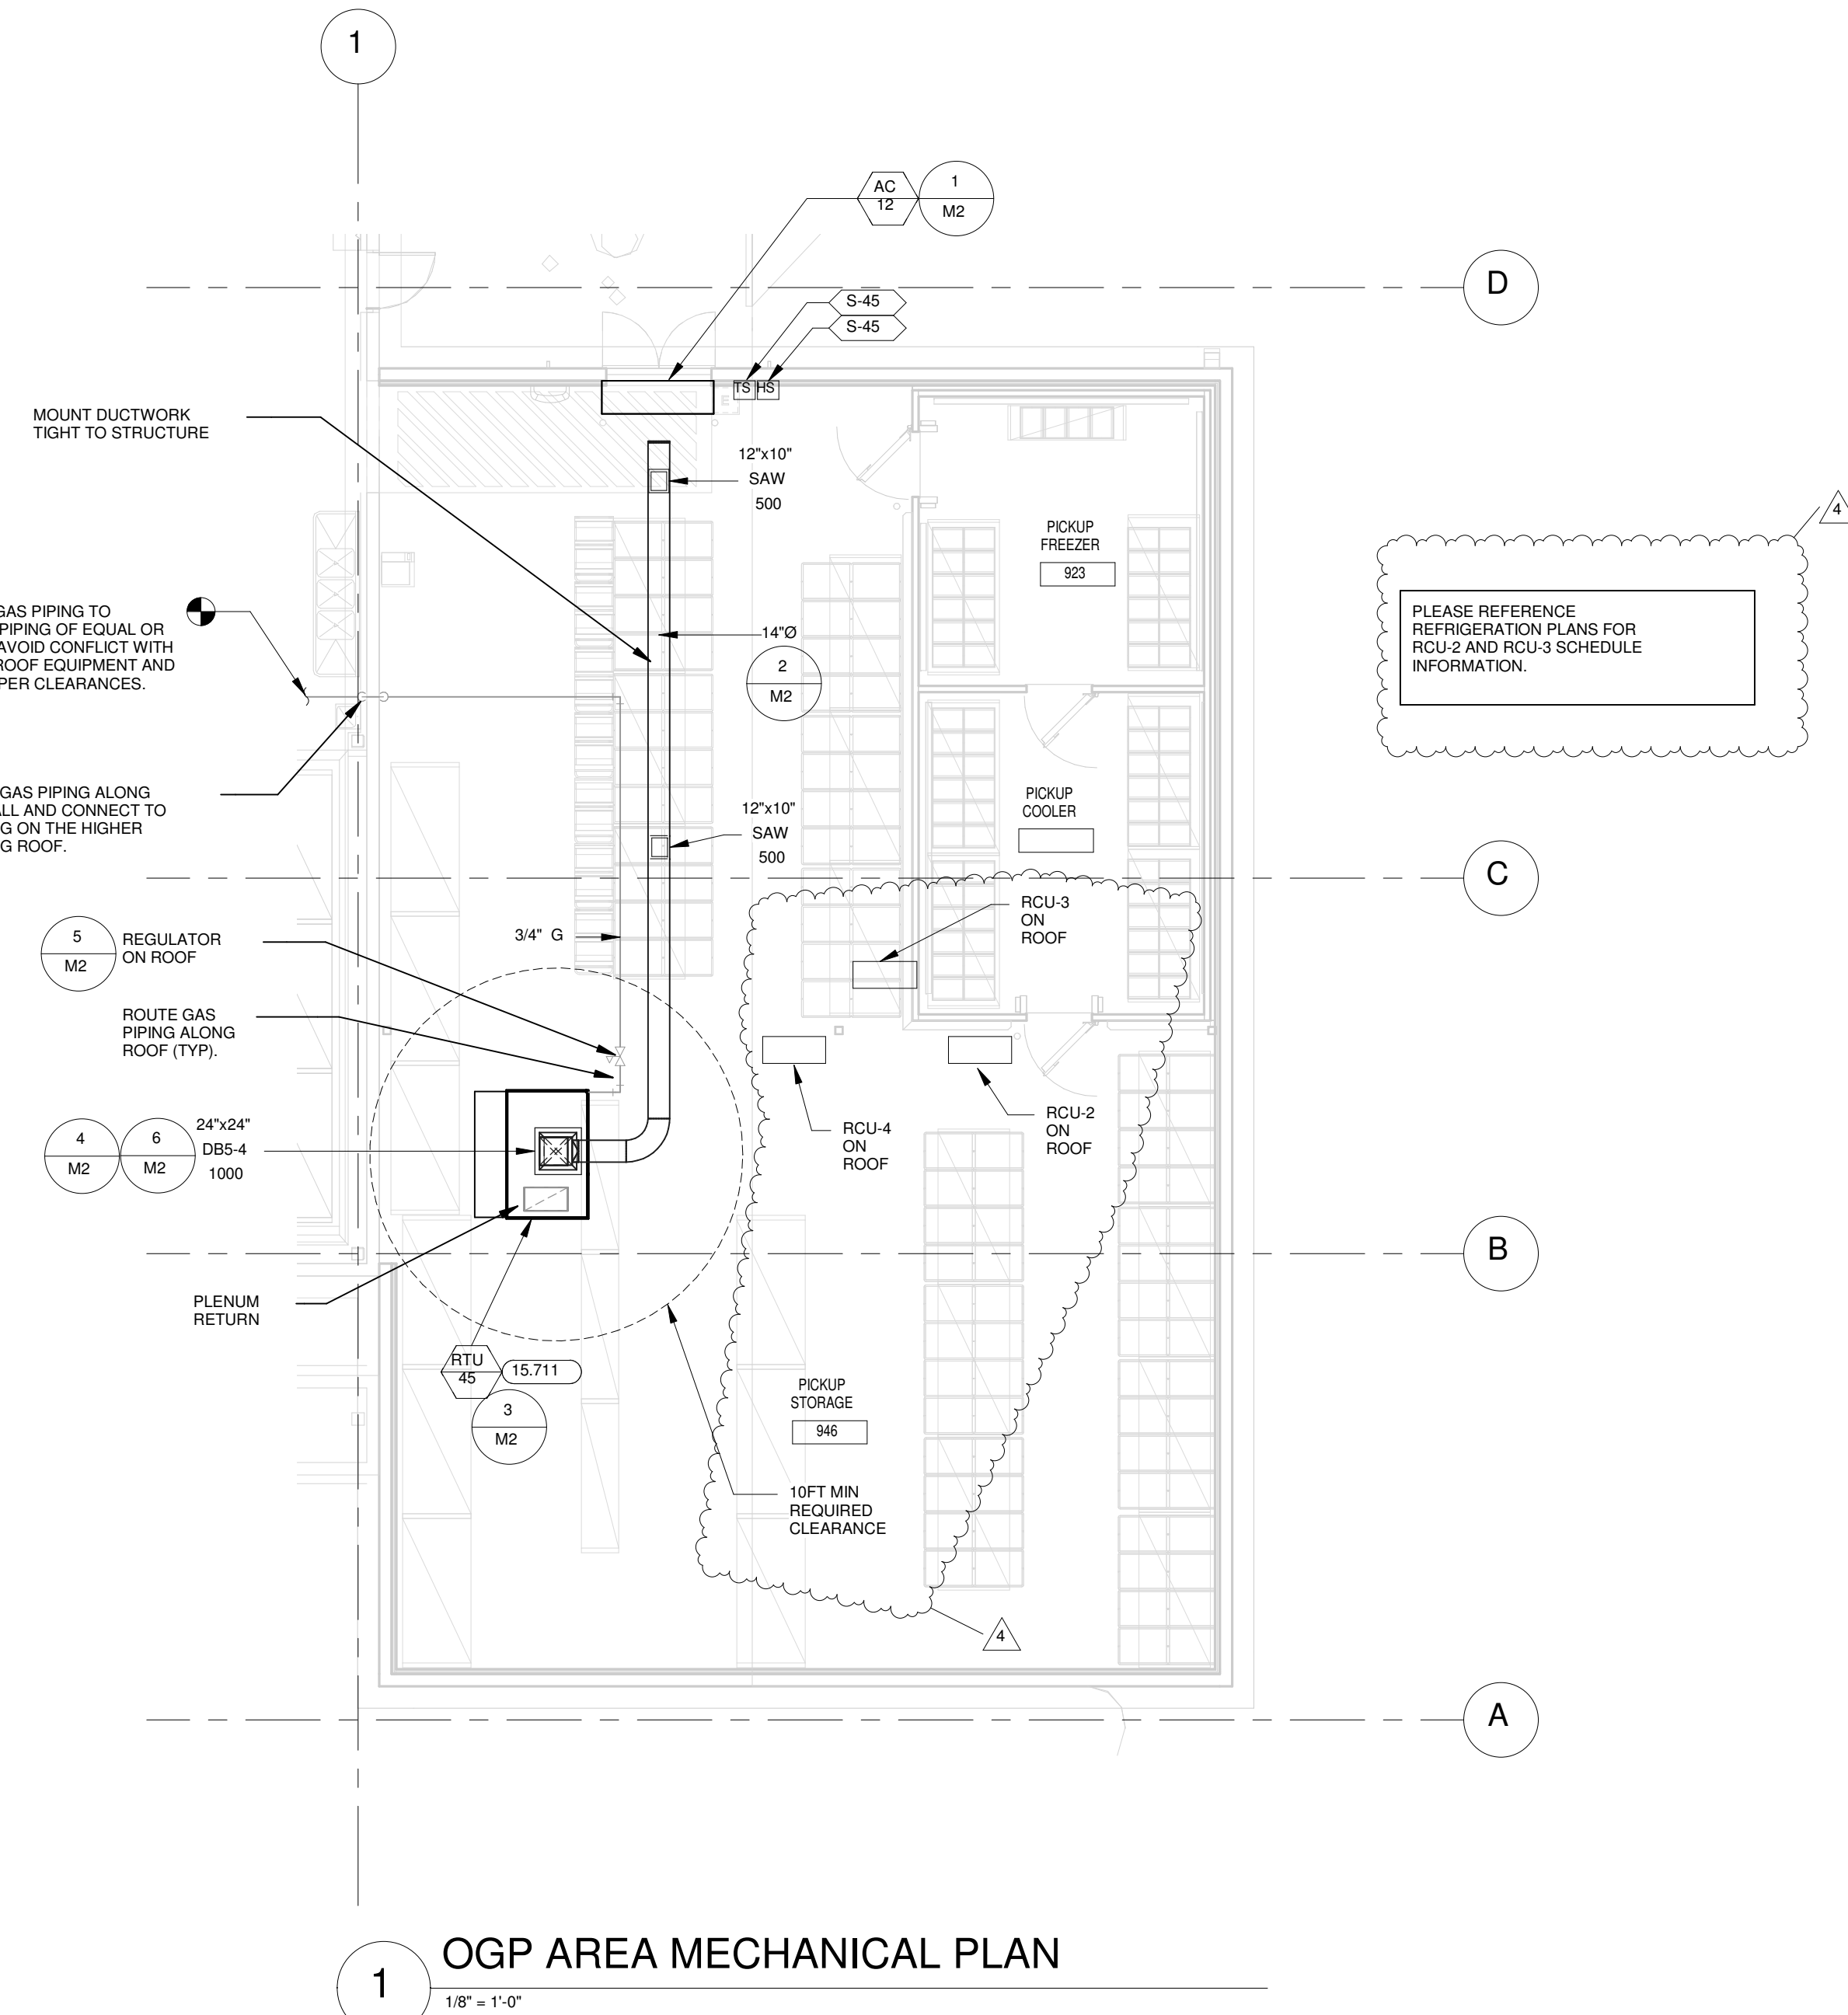 1
AC
12
1
M2
D
S-45
S-45
TS
HS
MOUNT DUCTWORK
TIGHT TO STRUCTURE
12"x10"
SAW
500
4
PICKUP
FREEZER
923
PLEASE REFERENCE
REFRIGERATION PLANS FOR
RCU-2 AND RCU-3 SCHEDULE
INFORMATION.
GAS PIPING TO
PIPING OF EQUAL OR
AVOID CONFLICT WITH
ROOF EQUIPMENT AND
PER CLEARANCES.
14"Ø
2
M2
GAS PIPING ALONG
ALL AND CONNECT TO
G ON THE HIGHER
G ROOF.
12"x10"
SAW
500
PICKUP
COOLER
C
RCU-3
ON
ROOF
5
M2
REGULATOR
ON ROOF
3/4" G
ROUTE GAS
PIPING ALONG
ROOF (TYP).
4
M2
6
M2
24"x24"
DB5-4
1000
RCU-4
ON
ROOF
RCU-2
ON
ROOF
B
PLENUM
RETURN
RTU
45
15.711
3
M2
PICKUP
STORAGE
946
10FT MIN
REQUIRED
CLEARANCE
4
A
1
OGP AREA MECHANICAL PLAN
1/8" = 1'-0"